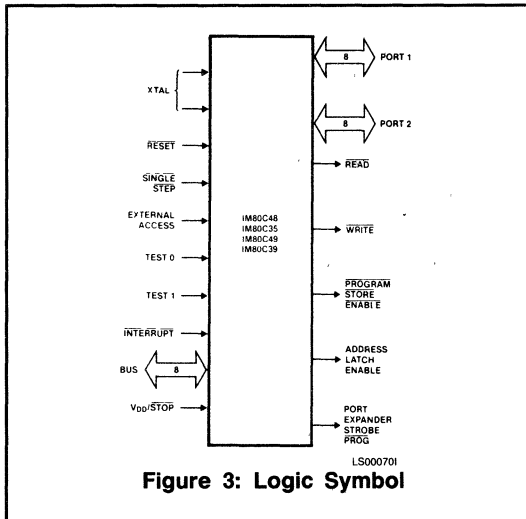 XTAL
RESET
SINGLE
STEP
EXTERNAL
ACCESS
TEST 0
TEST 1
INTERRUPT
BUS
8
VDD/STOP
IM80C48
IM80C35
IM80C49
IM80C39
8
PORT 1
8
PORT 2
READ
WRITE
PROGRAM
STORE
ENABLE
ADDRESS
LATCH
ENABLE
PORT
EXPANDER
STROBE
PROG
LS00070I
Figure 3: Logic Symbol